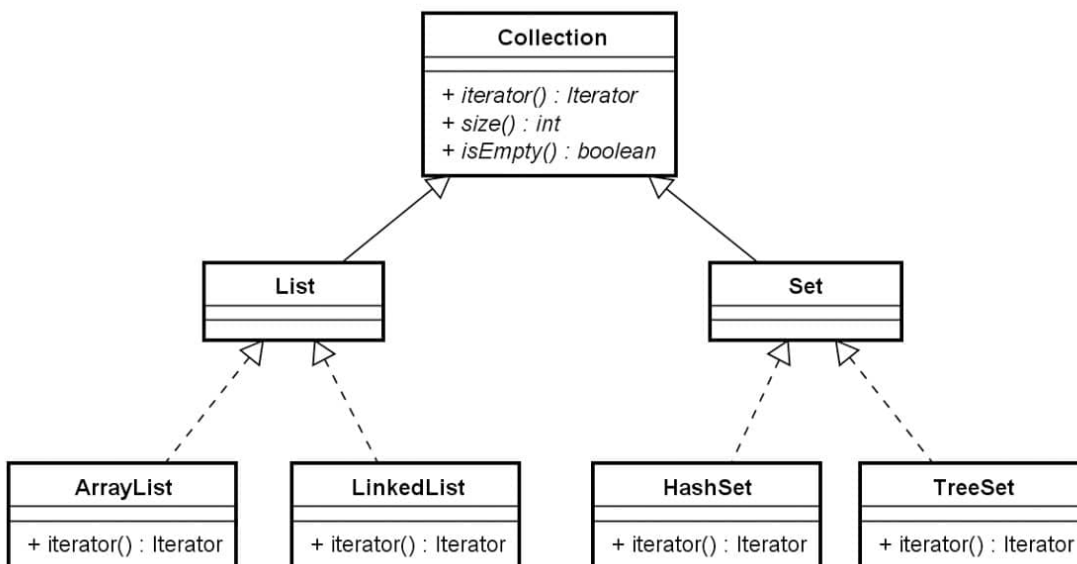 Collection
+ iterator() : Iterator
+ size() : int
+ isEmpty() : boolean
List
Set
ArrayList
+ iterator() : Iterator
LinkedList
+ iterator() : Iterator
HashSet
+ iterator() : Iterator
TreeSet
+ iterator() : Iterator